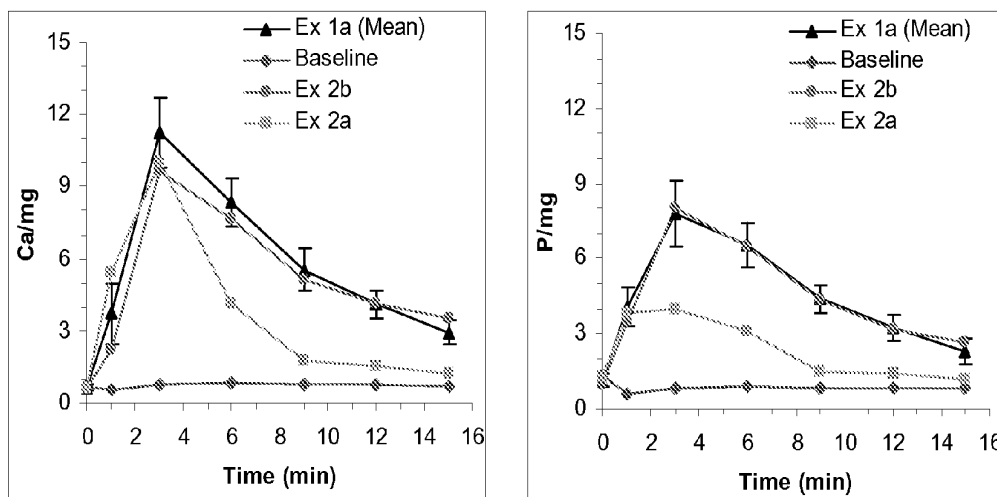 Ex 1a (Mean)
Baseline
Ex 2b
Ex 2a
15
12
9
6
3
0
Ca/mg
0 2 4 6 8 10 12 14 16
Time (min)
Ex 1a (Mean)
Baseline
Ex 2b
Ex 2a
15
12
9
6
3
0
P/mg
0 2 4 6 8 10 12 14 16
Time (min)